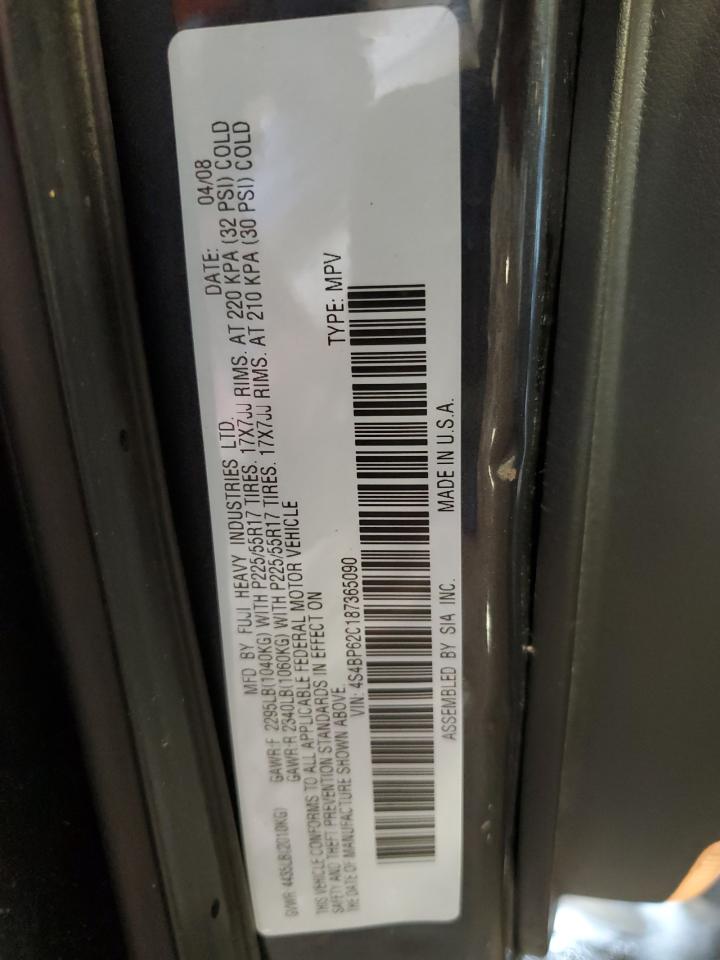 MFD BY FUJI HEAVY INDUSTRIES LTD. DATE: 04/08
GVWR: 4435LB(2010KG) GAWR:F 2295LB(1040KG) WITH P225/55R17 TIRES. 17X7JJ RIMS. AT 220 KPA (32 PSI) COLD
GAWR:R 2340LB(1060KG) WITH P225/55R17 TIRES. 17X7JJ RIMS. AT 210 KPA (30 PSI) COLD
THIS VEHICLE CONFORMS TO ALL APPLICABLE FEDERAL MOTOR VEHICLE
SAFETY AND THEFT PREVENTION STANDARDS IN EFFECT ON
THE DATE OF MANUFACTURE SHOWN ABOVE.
VIN: 4S4BP62C187365090 TYPE: MPV
ASSEMBLED BY SIA INC. MADE IN U.S.A.